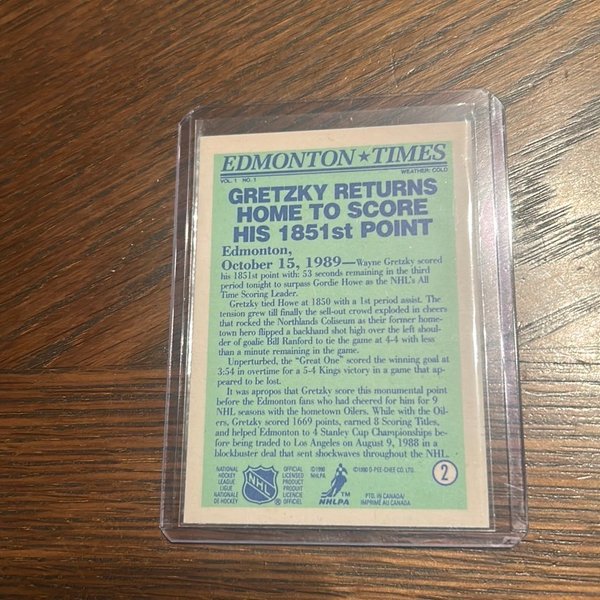 EDMONTON★TIMES
VOL. 1 NO. 1 WEATHER: COLD
GRETZKY RETURNS
HOME TO SCORE
HIS 1851st POINT
Edmonton,
October 15, 1989—Wayne Gretzky scored
his 1851st point with: 53 seconds remaining in the third
period tonight to surpass Gordie Howe as the NHL's All
Time Scoring Leader.
Gretzky tied Howe at 1850 with a 1st period assist. The
tension grew till finally the sell-out crowd exploded in cheers
that rocked the Northlands Coliseum as their former home-
town hero flipped a backhand shot high over the left shoul-
der of goalie Bill Ranford to tie the game at 4-4 with less
than a minute remaining in the game.
Unperturbed, the "Great One" scored the winning goal at
3:54 in overtime for a 5-4 Kings victory in a game that ap-
peared to be lost.
It was apropos that Gretzky score this monumental point
before the Edmonton fans who had cheered for him for 9
NHL seasons with the hometown Oilers. While with the Oil-
ers, Gretzky scored 1669 points, earned 8 Scoring Titles,
and helped Edmonton to 4 Stanley Cup Championships be-
fore being traded to Los Angeles on August 9, 1988 in a
blockbuster deal that sent shockwaves throughout the NHL.
NATIONAL
HOCKEY
LEAGUE
LIGUE
NATIONALE
DE HOCKEY
NHL
®
OFFICIAL
LICENSED
PRODUCT
PRODUIT
LICENCIE
OFFICIEL
©1990
NHLPA
TM
NHLPA
©1990 O-PEE-CHEE CO. LTD.
PTD. IN CANADA/
IMPRIMÉ AU CANADA
2